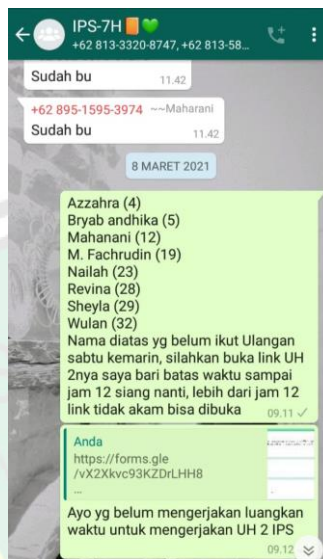 IPS-7H
+62 813-3320-8747, +62 813-58...
Sudah bu
11.42
+62 895-1595-3974 ~~Maharani
Sudah bu
11.42
8 MARET 2021
Azzahra (4)
Bryab andhika (5)
Mahanani (12)
M. Fachrudin (19)
Nailah (23)
Revina (28)
Sheyla (29)
Wulan (32)
Nama diatas yg belum ikut Ulangan
sabtu kemarin, silahkan buka link UH
2nya saya bari batas waktu sampai
jam 12 siang nanti, lebih dari jam 12
link tidak akam bisa dibuka
09.11
Anda
https://forms.gle
/vX2Xkvc93KZDrLHH8
...
Ayo yg belum mengerjakan luangkan
waktu untuk mengerjakan UH 2 IPS
09.12